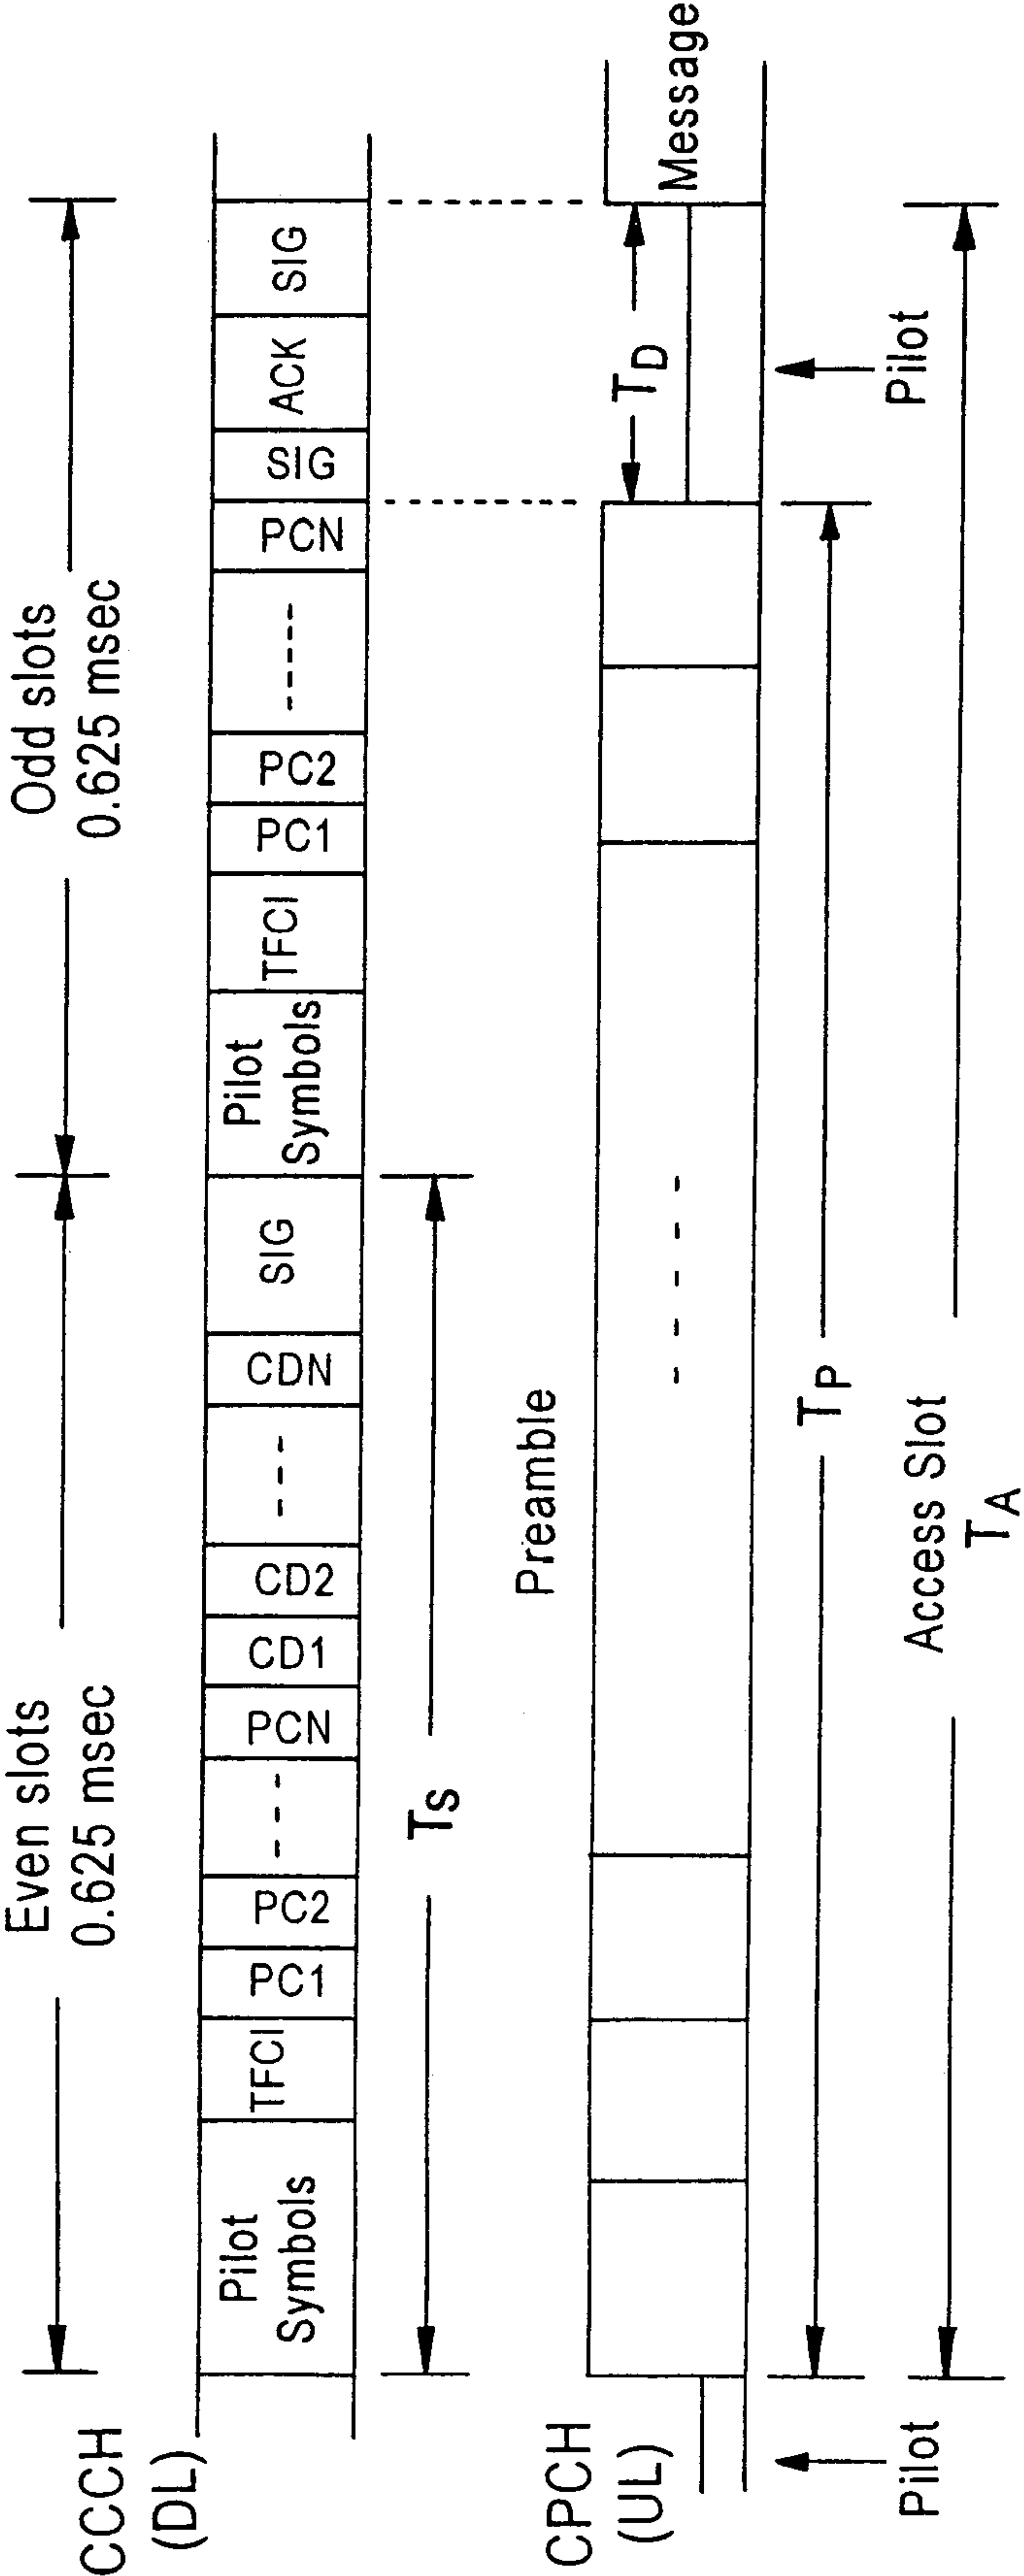 Even slots
0.625 msec
Odd slots
0.625 msec
CCCH
(DL)
Pilot
Symbols
TFCI
PC1
PC2
PCN
CD1
CD2
CDN
SIG
Pilot
Symbols
TFCI
PC1
PC2
PCN
SIG
ACK
SIG
TS
Preamble
CPCH
(UL)
TD
Message
Pilot
TP
Pilot
Access Slot
TA